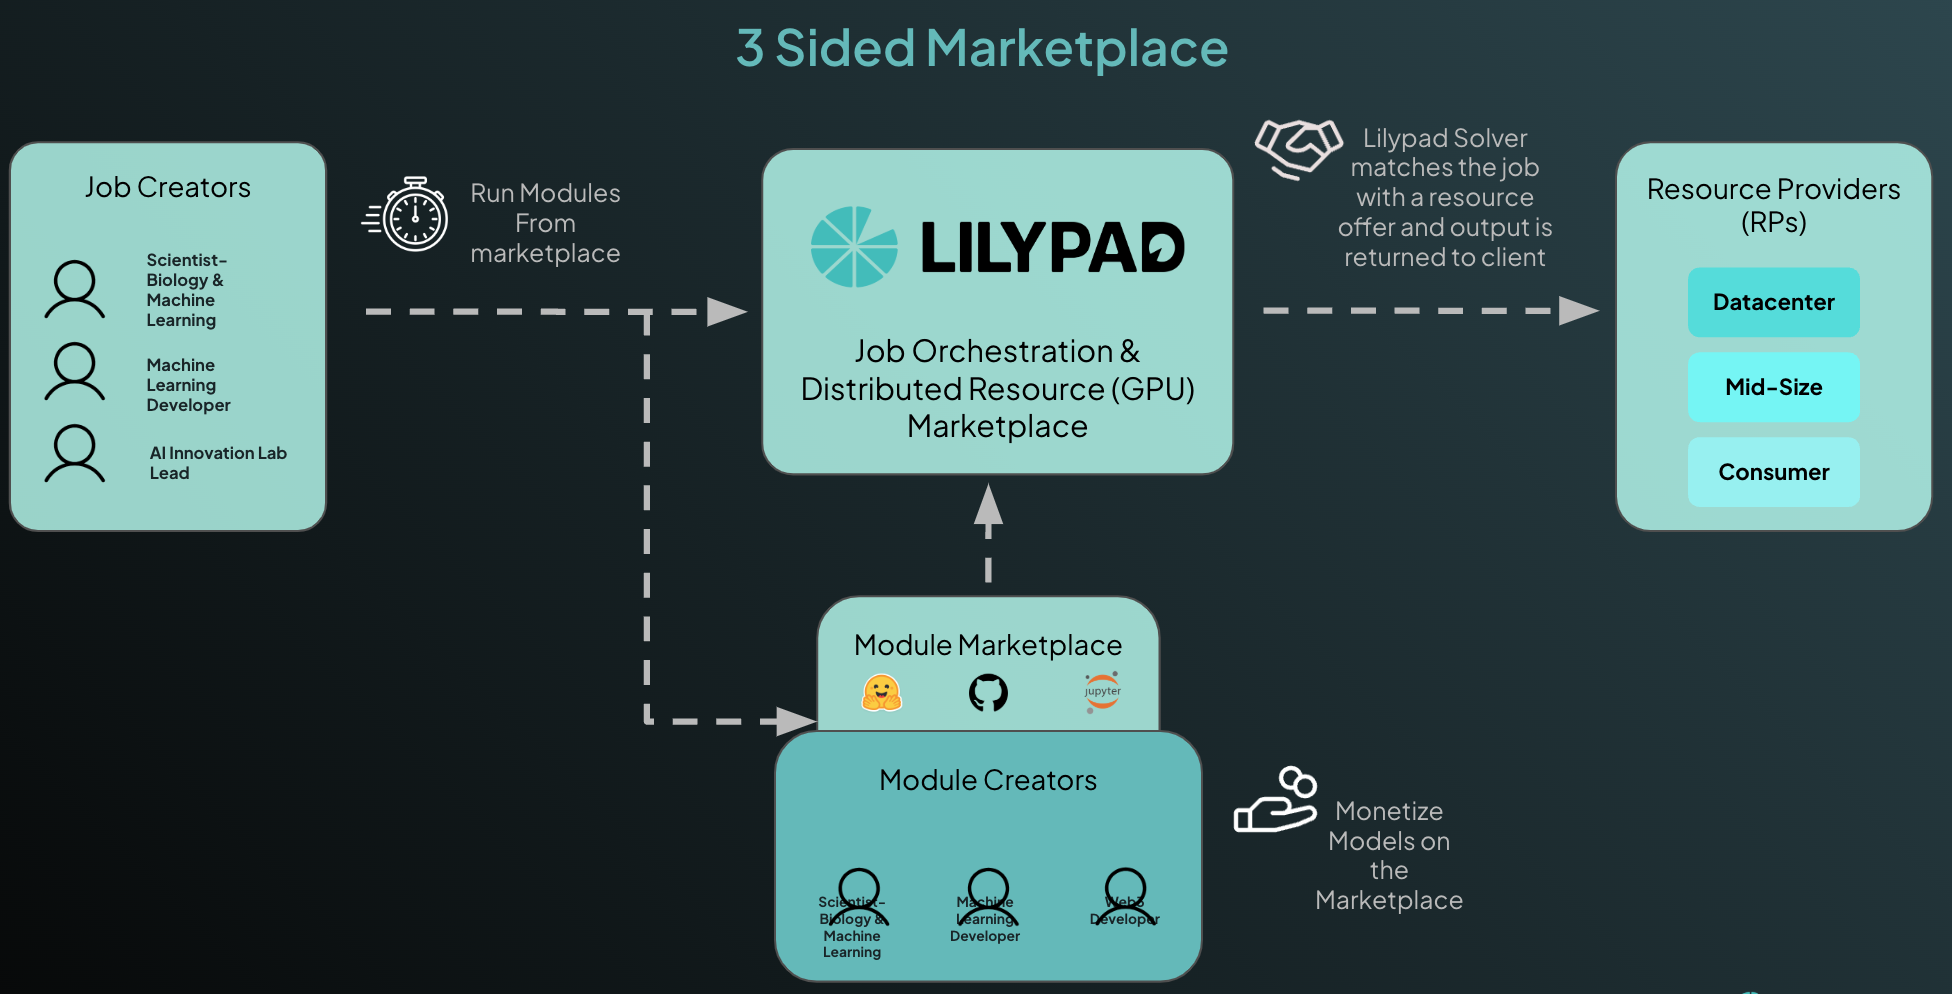 3 Sided Marketplace
Job Creators
Scientist-
Biology &
Machine
Learning
Machine
Learning
Developer
AI Innovation Lab
Lead
Run Modules
From
marketplace
LILYPAD
Job Orchestration &
Distributed Resource (GPU)
Marketplace
Lilypad Solver
matches the job
with a resource
offer and output is
returned to client
Resource Providers
(RPs)
Datacenter
Mid-Size
Consumer
Module Marketplace
jupyter
Module Creators
Scientist-
Biology &
Machine
Learning
Machine
Learning
Developer
Web3
Developer
Monetize
Models on
the
Marketplace